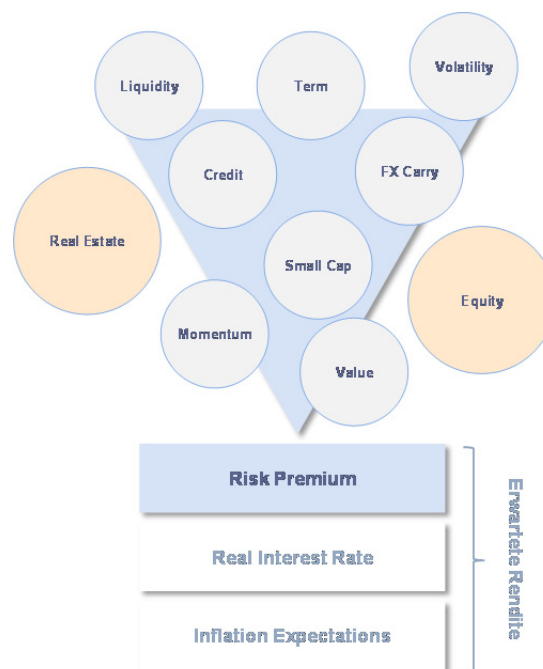 Liquidity
Term
Volatility
Credit
FX Carry
Real Estate
Small Cap
Equity
Momentum
Value
Risk Premium
Real Interest Rate
Inflation Expectations
Erwartete Rendite